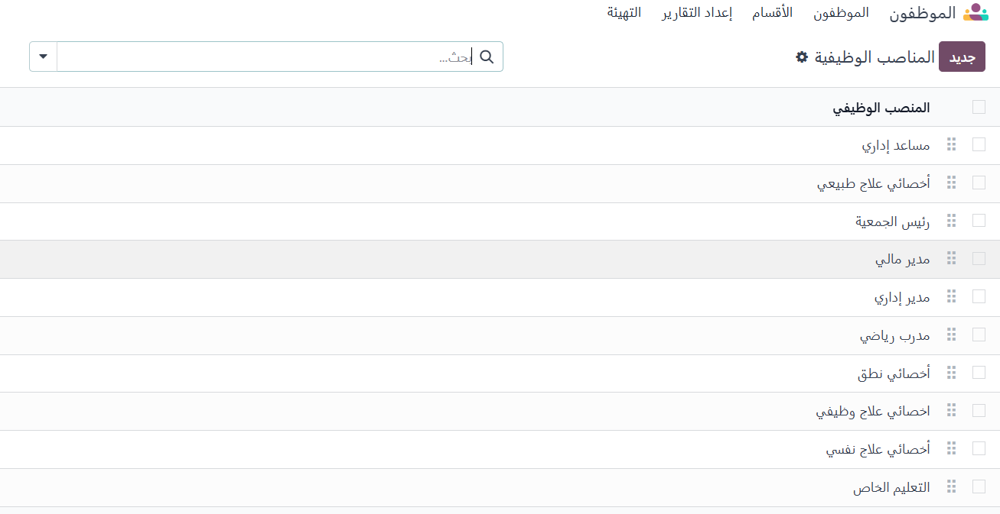 الموظفون الموظفون الأقسام إعداد التقارير التهيئة
جديد المناصب الوظيفية بحث...
المنصب الوظيفي
مساعد إداري
أخصائي علاج طبيعي
رئيس الجمعية
مدير مالي
مدير إداري
مدرب رياضي
أخصائي نطق
اخصائي علاج وظيفي
أخصائي علاج نفسي
التعليم الخاص